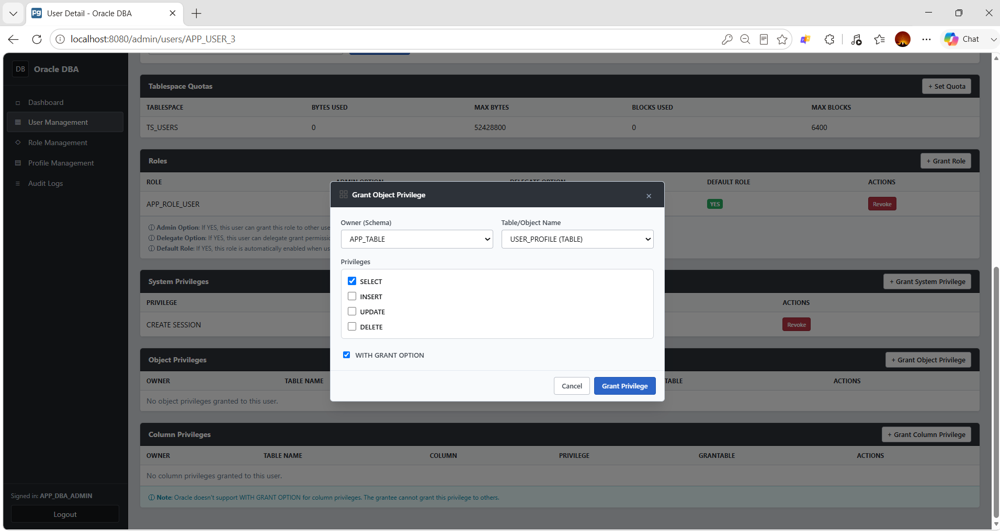 pg User Detail - Oracle DBA
localhost:8080/admin/users/APP_USER_3
Chat
DB Oracle DBA
Dashboard
User Management
Role Management
Profile Management
Audit Logs
Signed in: APP_DBA_ADMIN
Logout
Tablespace Quotas
+ Set Quota
TABLESPACE BYTES USED MAX BYTES BLOCKS USED MAX BLOCKS
TS_USERS 0 52428800 0 6400
Roles
+ Grant Role
ROLE ADMIN OPTION DELEGATE OPTION DEFAULT ROLE ACTIONS
APP_ROLE_USER YES Revoke
Admin Option: If YES, this user can grant this role to other use
Delegate Option: If YES, this user can delegate grant permissio
Default Role: If YES, this role is automatically enabled when us
System Privileges
+ Grant System Privilege
PRIVILEGE ACTIONS
CREATE SESSION Revoke
Object Privileges
+ Grant Object Privilege
OWNER TABLE NAME TABLE ACTIONS
No object privileges granted to this user.
Column Privileges
+ Grant Column Privilege
OWNER TABLE NAME COLUMN PRIVILEGE GRANTABLE ACTIONS
No column privileges granted to this user.
Note: Oracle doesn't support WITH GRANT OPTION for column privileges. The grantee cannot grant this privilege to others.
Grant Object Privilege
×
Owner (Schema) Table/Object Name
APP_TABLE USER_PROFILE (TABLE)
Privileges
SELECT
INSERT
UPDATE
DELETE
WITH GRANT OPTION
Cancel Grant Privilege